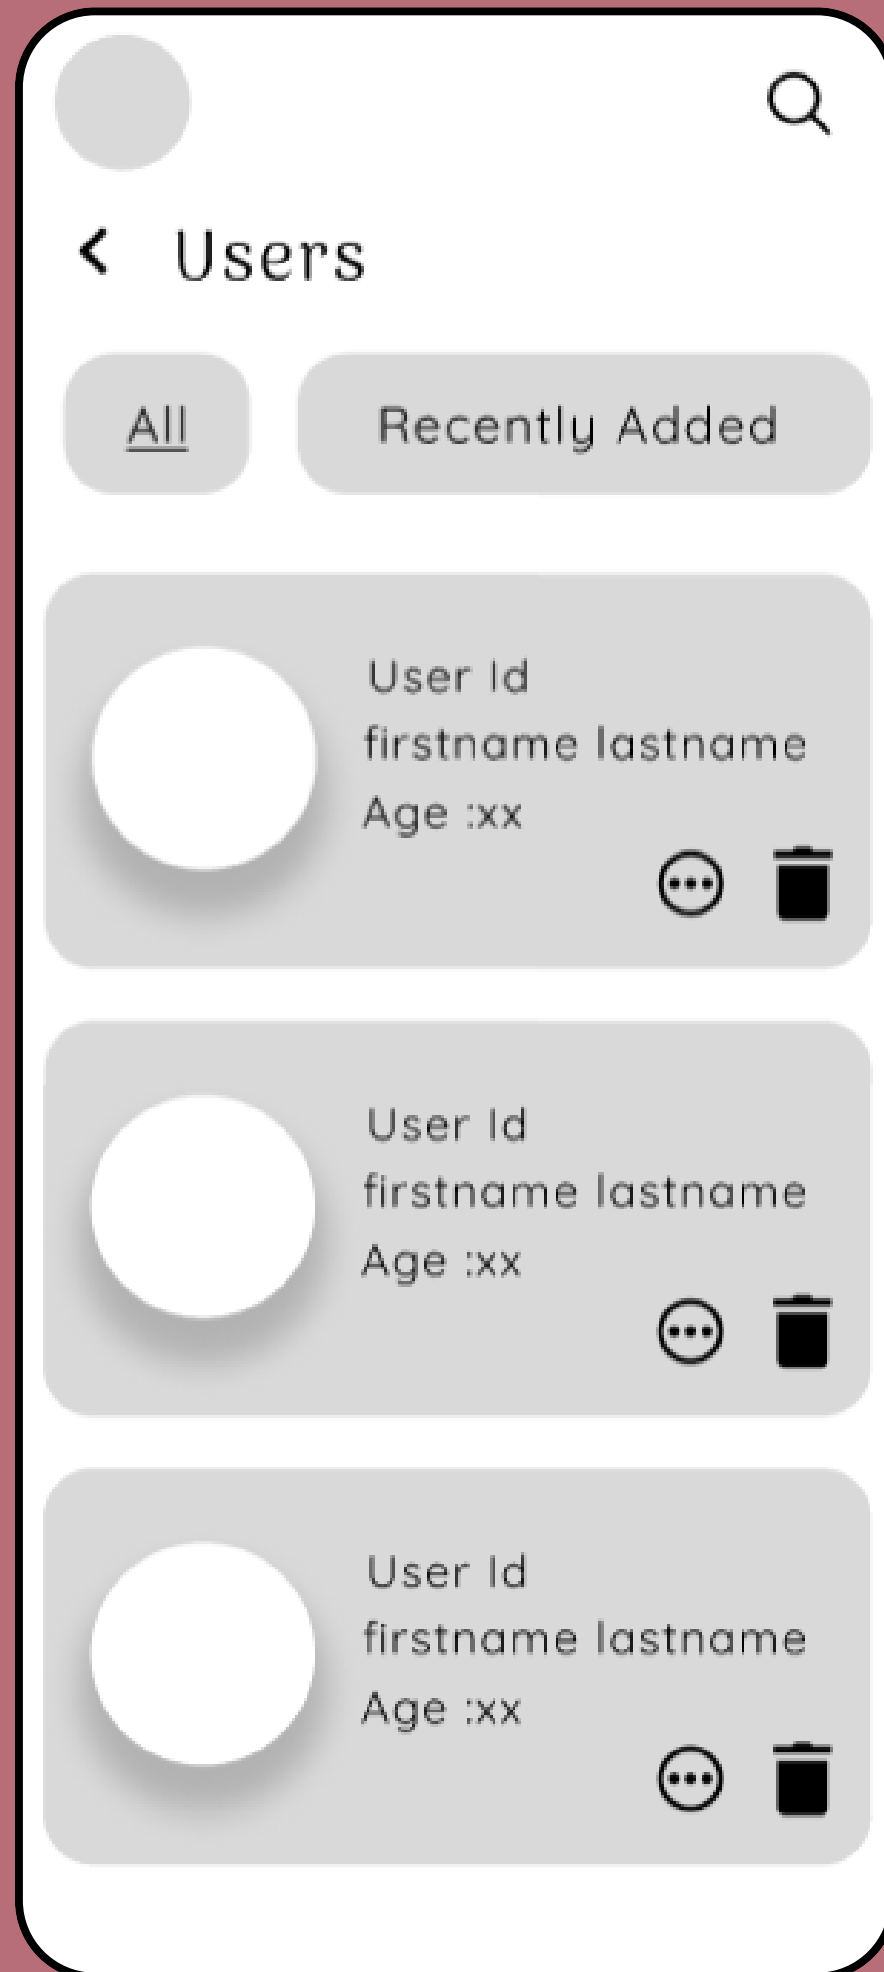 Users
All
Recently Added
User Id
firstname lastname
Age :xx
User Id
firstname lastname
Age :xx
User Id
firstname lastname
Age :xx